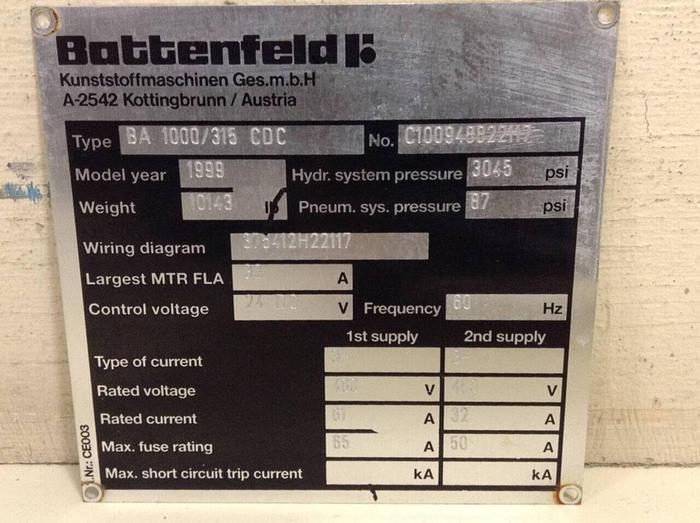 Battenfeld
Kunststoffmaschinen Ges.m.b.H
A-2542 Kottingbrunn / Austria
Type BA 1000/315 CDC No.
Model year 1999 Hydr. system pressure 3045 psi
Weight 10143 lb Pneum. sys. pressure 87 psi
Wiring diagram
Largest MTR FLA A
Control voltage V Frequency 60 Hz
1st supply 2nd supply
Type of current
Rated voltage V V
Rated current 61 A 32 A
Max. fuse rating 65 A 50 A
Max. short circuit trip current kA kA
.Nr.: CE003